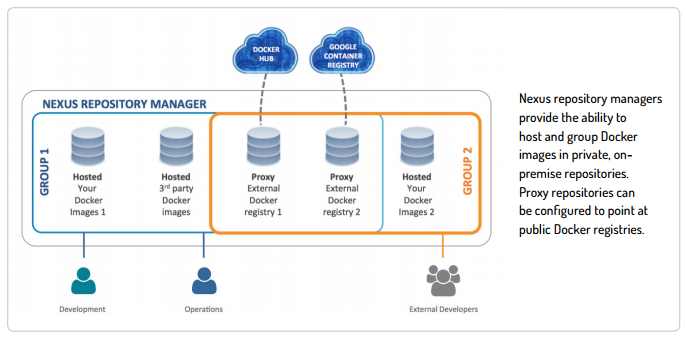 DOCKER
HUB
GOOGLE
CONTAINER
REGISTRY
NEXUS REPOSITORY MANAGER
GROUP 1
Hosted
Your
Docker
Images 1
Hosted
3rd party
Docker
images
Proxy
External
Docker
registry 1
Proxy
External
Docker
registry 2
Hosted
Your
Docker
Images 2
GROUP 2
Development
Operations
External Developers
Nexus repository managers
provide the ability to
host and group Docker
images in private, on-
premise repositories.
Proxy repositories can
be configured to point at
public Docker registries.